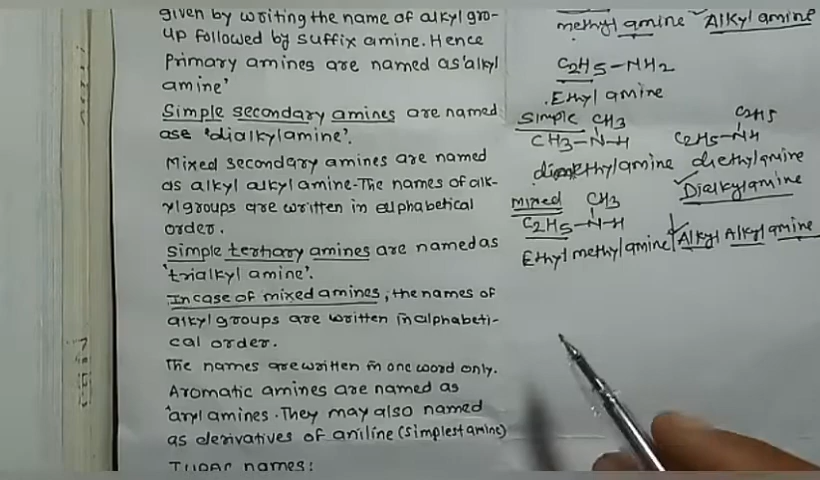 given by writing the name of alkyl gro-
up followed by suffix amine. Hence
Primary amines are named as 'alkyl
amine'
Simple secondary amines are named
ase 'dialkylamine'.
Mixed secondary amines are named
as alkyl alkyl amine-The names of alk-
yl groups are written in alphabetical
order.
Simple tertiary amines are named as
'trialkyl amine'.
In case of mixed amines, the names of
alkyl groups are written in alphabeti-
cal order.
The names are written in one word only.
Aromatic amines are named as
'aryl amines. They may also named
as derivatives of aniline (simplest amine)
IUPAC names:
methyl amine Alkyl amine
C2H5-NH2
Ethyl amine
Simple CH3 C2H5
CH3-N-H C2H5-NH
dimethylamine diethylamine
Dialkylamine
Mixed CH3
C2H5-N-H
Ethyl methyl amine Alkyl Alkyl amine